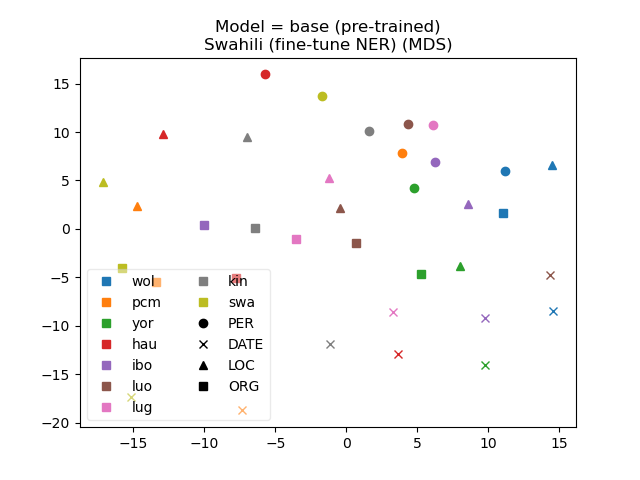 Model = base (pre-trained)
Swahili (fine-tune NER) (MDS)
15
10
5
0
−5
−10
−15
−20
wol kin
pcm swa
yor PER
hau DATE
ibo LOC
luo ORG
lug
−15 −10 −5 0 5 10 15